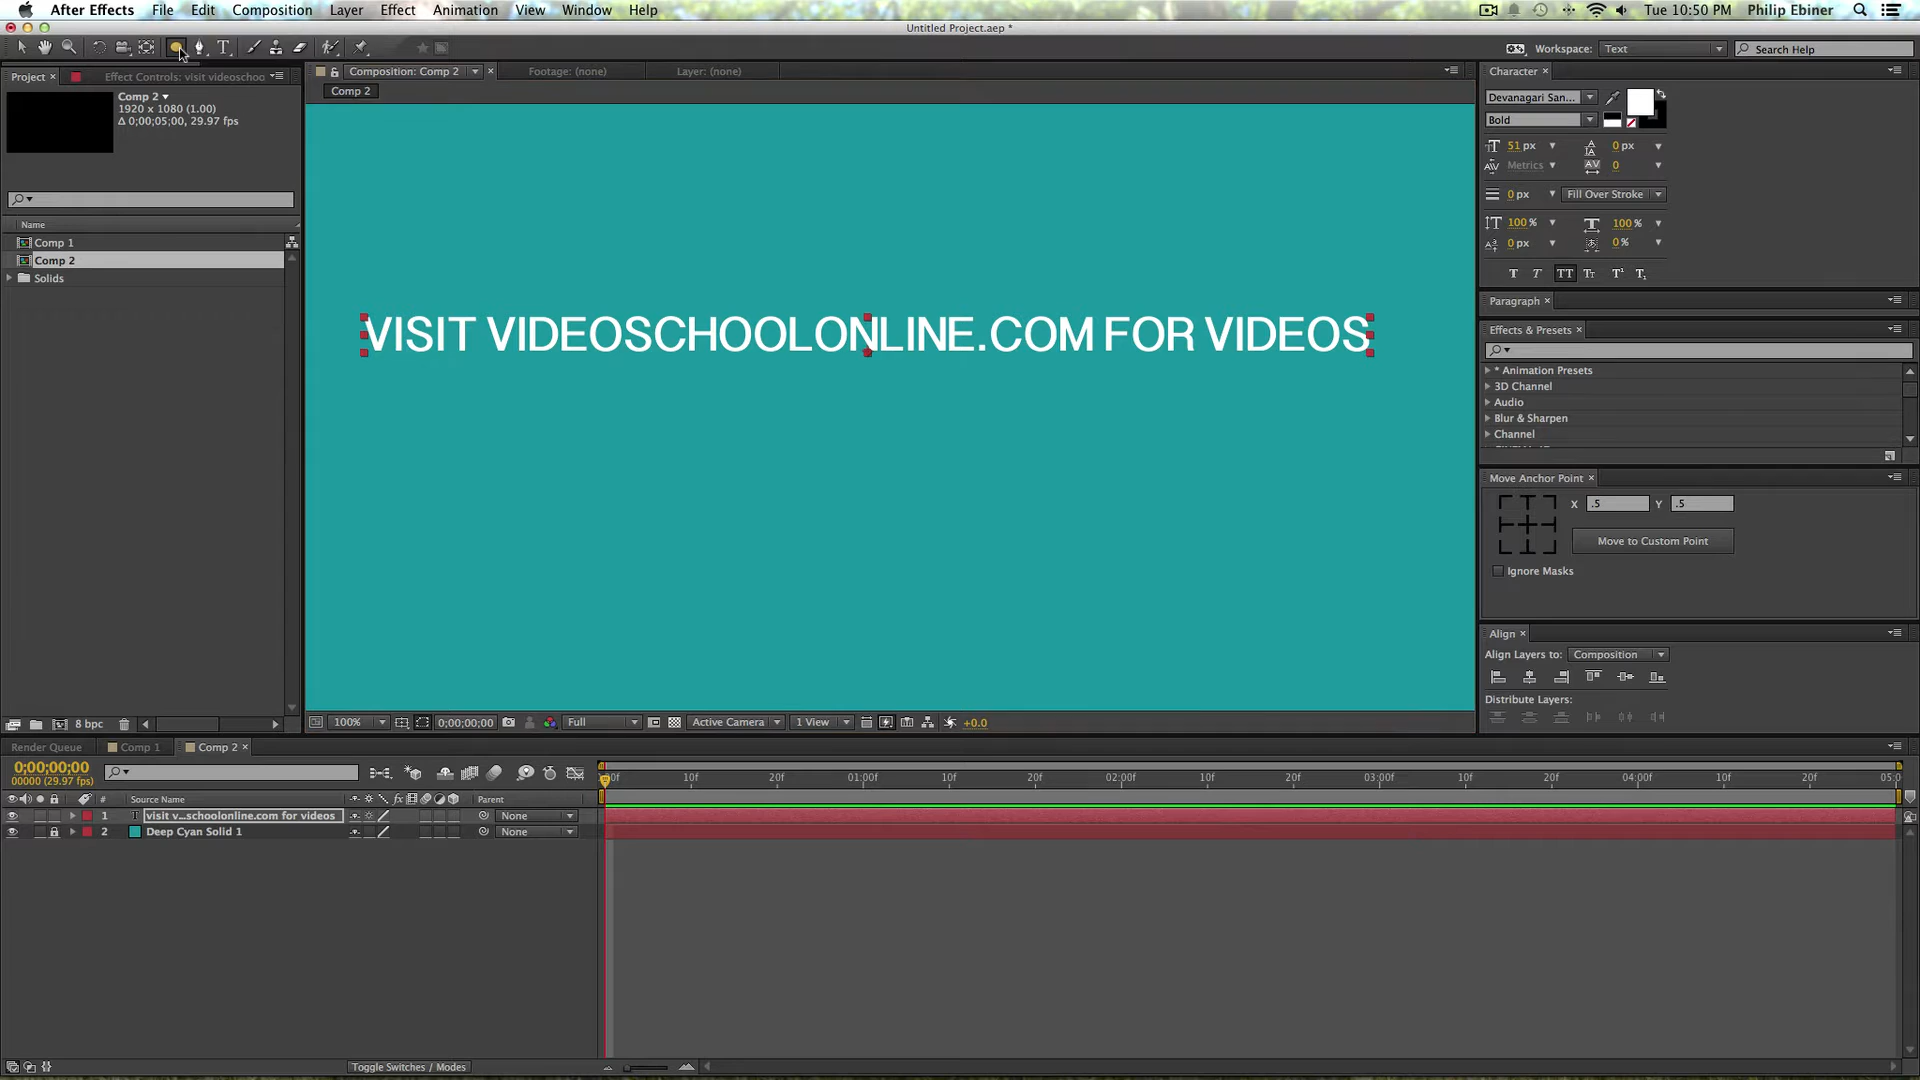 After Effects File Edit Composition Layer Effect Animation View Window Help Tue 10:50 PM Philip Ebiner
Untitled Project.aep *
Workspace: Text Search Help
Project Effect Controls: visit videoschoo
Composition: Comp 2 Footage: (none) Layer: (none)
Character
Comp 2
1920 x 1080 (1.00)
Δ 0;00;05;00, 29.97 fps
Comp 2
Devanagari San...
Bold
51 px 0 px
Metrics 0
0 px Fill Over Stroke
100 % 100 %
0 px 0 %
T T TT Tt T¹ T₁
Name
Comp 1
Comp 2
Solids
VISIT VIDEOSCHOOLONLINE.COM FOR VIDEOS
Paragraph
Effects & Presets
* Animation Presets
3D Channel
Audio
Blur & Sharpen
Channel
Move Anchor Point
X .5 Y .5
Move to Custom Point
Ignore Masks
Align
Align Layers to: Composition
Distribute Layers:
8 bpc
100% 0;00;00;00 Full Active Camera 1 View +0.0
Render Queue Comp 1 Comp 2
0;00;00;00
00000 (29.97 fps)
:00f 10f 20f 01:00f 10f 20f 02:00f 10f 20f 03:00f 10f 20f 04:00f 10f 20f 05:0
# Source Name Parent
1 T visit v...schoolonline.com for videos None
2 Deep Cyan Solid 1 None
Toggle Switches / Modes